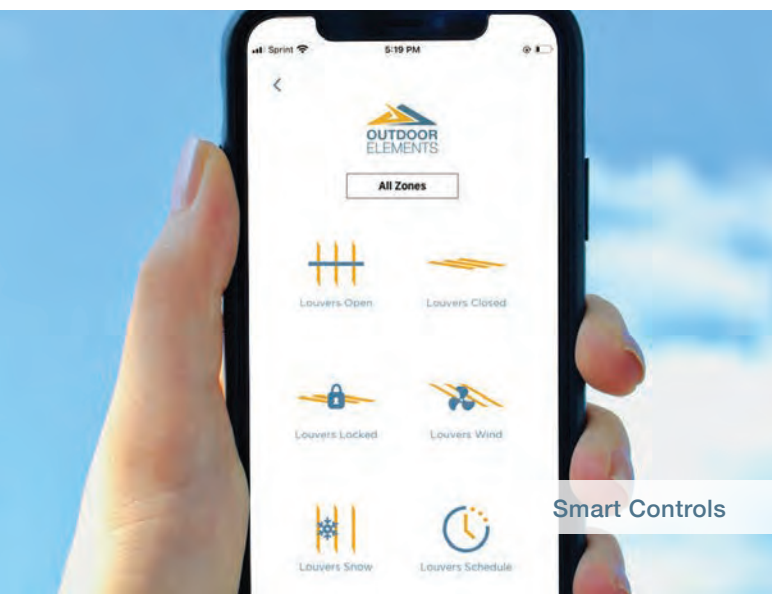 Sprint
5:19 PM
OUTDOOR
ELEMENTS
All Zones
Louvers Open
Louvers Closed
Louvers Locked
Louvers Wind
Smart Controls
Louvers Snow
Louvers Schedule